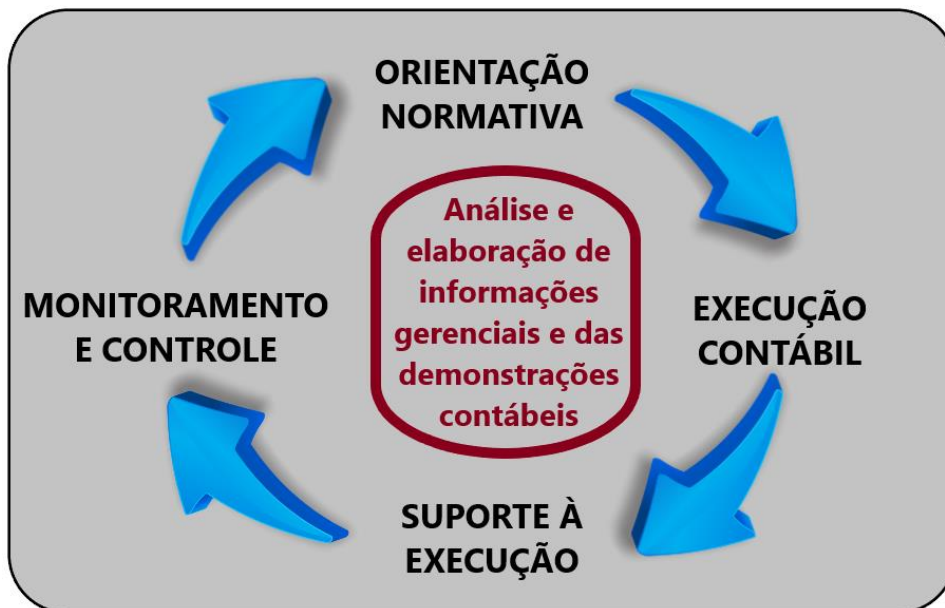 ORIENTAÇÃO
NORMATIVA
Análise e
elaboração de
informações
gerenciais e das
demonstrações
contábeis
MONITORAMENTO
E CONTROLE
EXECUÇÃO
CONTÁBIL
SUPORTE À
EXECUÇÃO